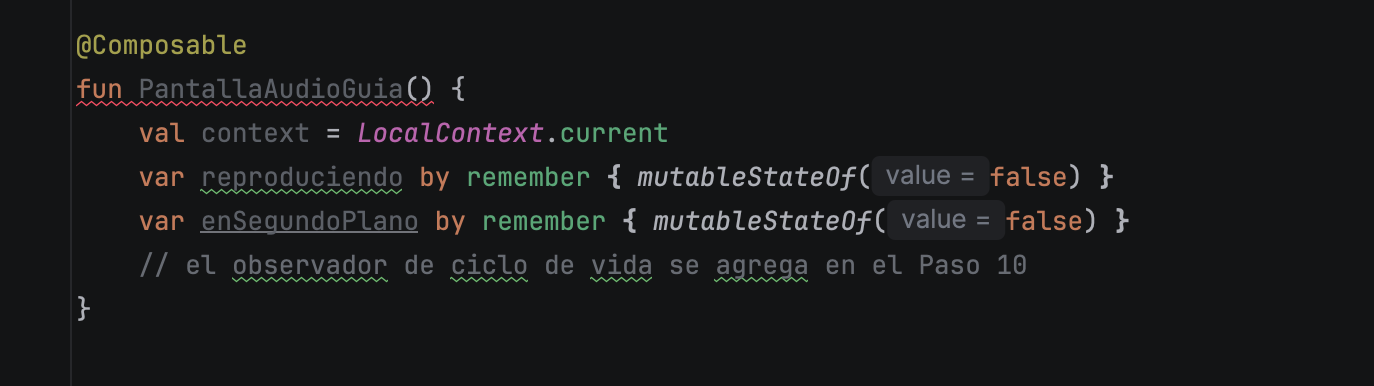 @Composable
fun PantallaAudioGuia() {
    val context = LocalContext.current
    var reproduciendo by remember { mutableStateOf(value = false) }
    var enSegundoPlano by remember { mutableStateOf(value = false) }
    // el observador de ciclo de vida se agrega en el Paso 10
}